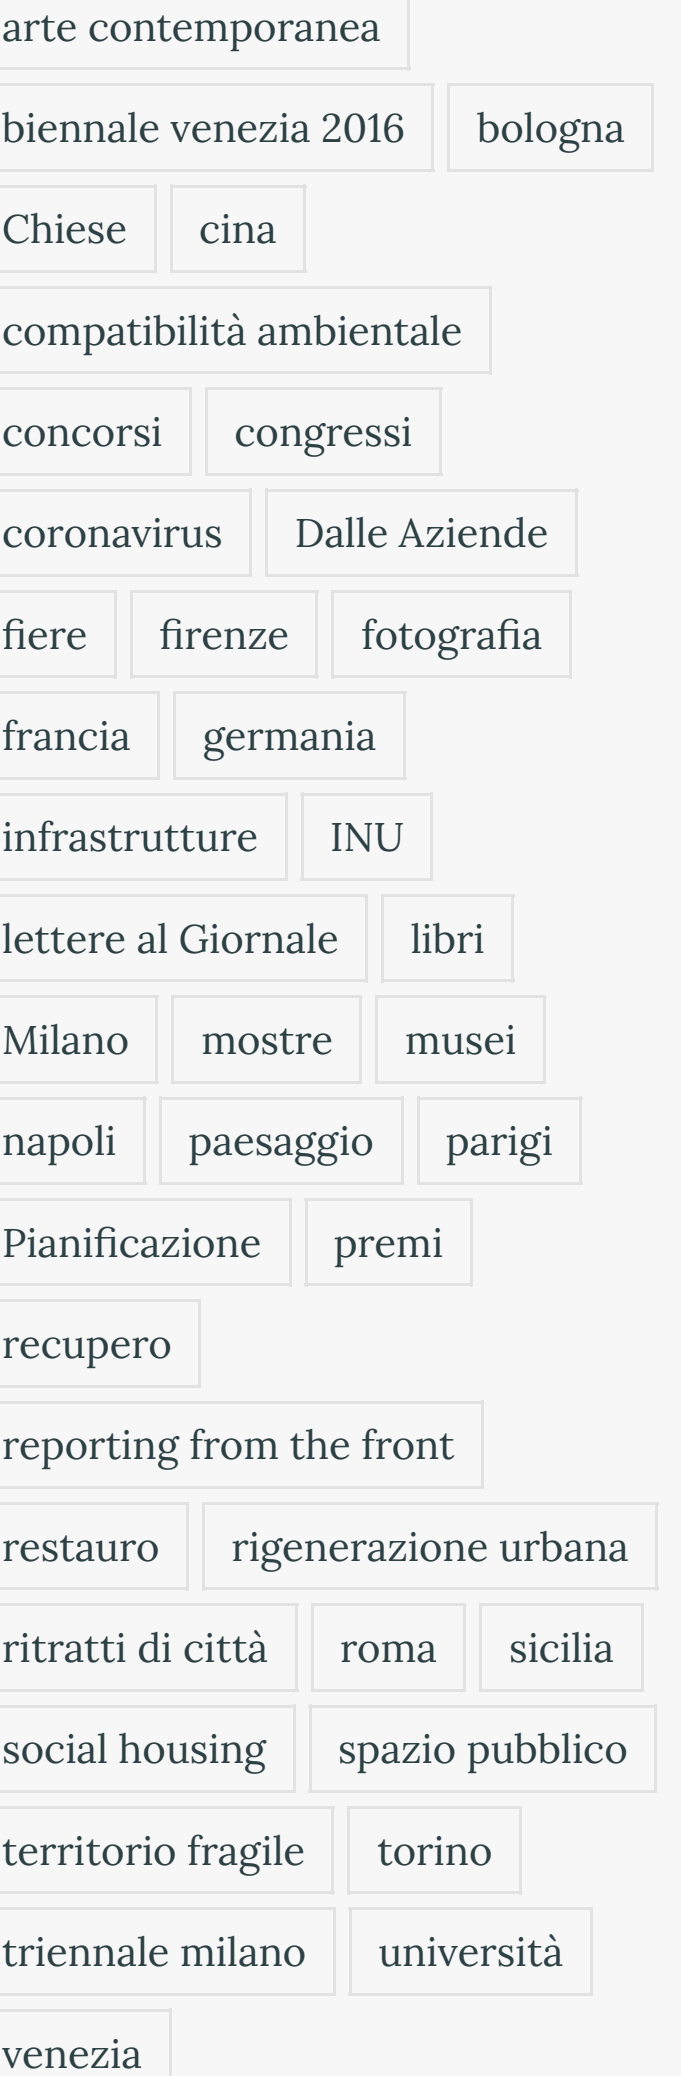 arte contemporanea
biennale venezia 2016 bologna
Chiese cina
compatibilità ambientale
concorsi congressi
coronavirus Dalle Aziende
fiere firenze fotografia
francia germania
infrastrutture INU
lettere al Giornale libri
Milano mostre musei
napoli paesaggio parigi
Pianificazione premi
recupero
reporting from the front
restauro rigenerazione urbana
ritratti di città roma sicilia
social housing spazio pubblico
territorio fragile torino
triennale milano università
venezia